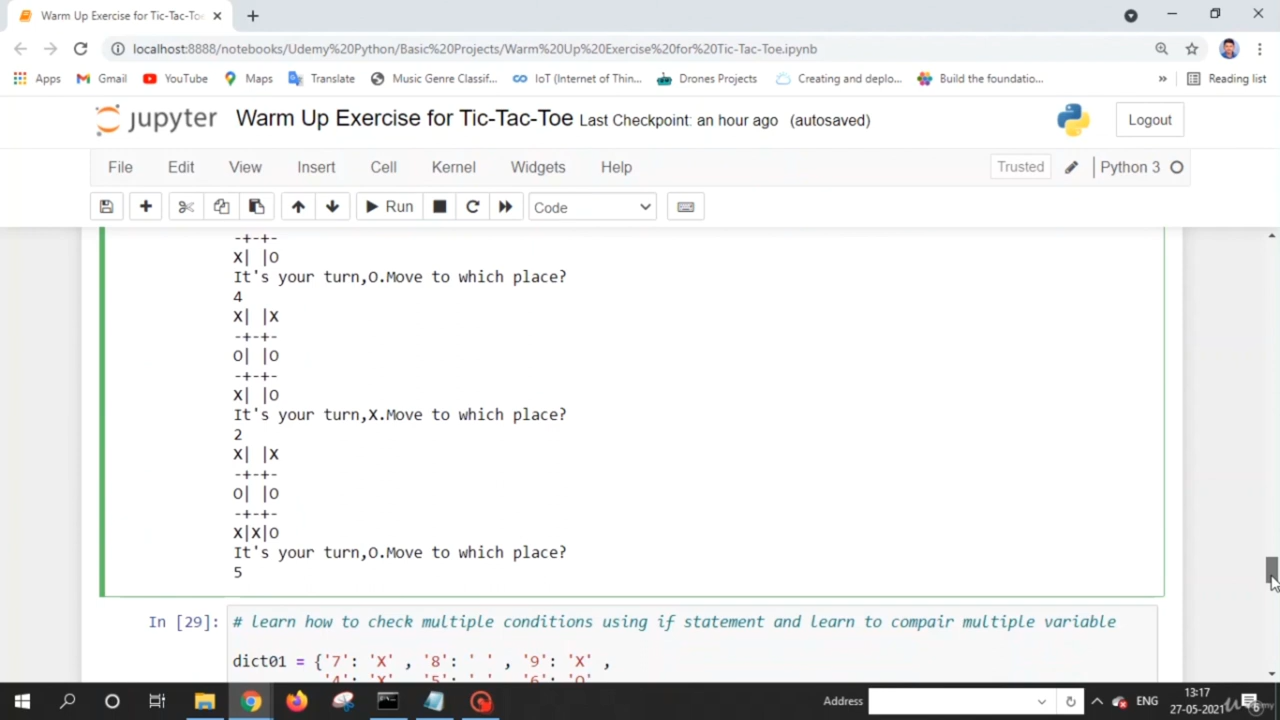 Warm Up Exercise for Tic-Tac-Toe
localhost:8888/notebooks/Udemy%20Python/Basic%20Projects/Warm%20Up%20Exercise%20for%20Tic-Tac-Toe.ipynb
Apps Gmail YouTube Maps Translate Music Genre Classif... IoT (Internet of Thin... Drones Projects Creating and deplo... Build the foundatio... » Reading list
jupyter Warm Up Exercise for Tic-Tac-Toe Last Checkpoint: an hour ago (autosaved) Logout
File Edit View Insert Cell Kernel Widgets Help Trusted Python 3
Run Code
-+-+-
X| |O
It's your turn,O.Move to which place?
4
X| |X
-+-+-
O| |O
-+-+-
X| |O
It's your turn,X.Move to which place?
2
X| |X
-+-+-
O| |O
-+-+-
X|X|O
It's your turn,O.Move to which place?
5
In [29]: # learn how to check multiple conditions using if statement and learn to compair multiple variable
dict01 = {'7': 'X' , '8': ' ' , '9': 'X' ,
'4': 'X' , '5': ' ' , '6': 'O'
Address ENG 13:17
27-05-2021